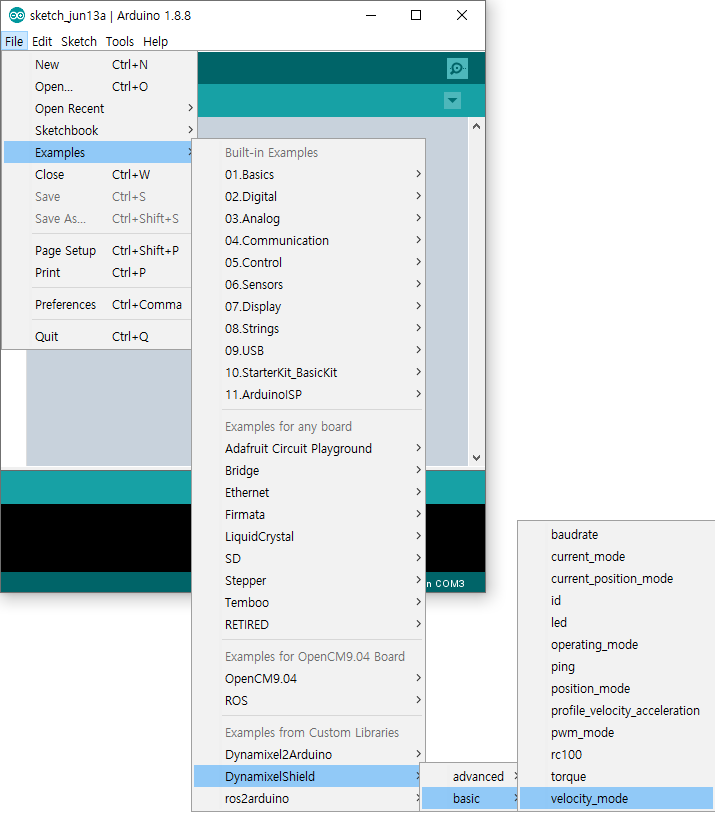 sketch_jun13a | Arduino 1.8.8
File Edit Sketch Tools Help
New Ctrl+N
Open... Ctrl+O
Open Recent
Sketchbook
Examples
Close Ctrl+W
Save Ctrl+S
Save As... Ctrl+Shift+S
Page Setup Ctrl+Shift+P
Print Ctrl+P
Preferences Ctrl+Comma
Quit Ctrl+Q
Built-in Examples
01.Basics
02.Digital
03.Analog
04.Communication
05.Control
06.Sensors
07.Display
08.Strings
09.USB
10.StarterKit_BasicKit
11.ArduinoISP
Examples for any board
Adafruit Circuit Playground
Bridge
Ethernet
Firmata
LiquidCrystal
SD
Stepper
Temboo
RETIRED
Examples for OpenCM9.04 Board
OpenCM9.04
ROS
Examples from Custom Libraries
Dynamixel2Arduino
DynamixelShield
ros2arduino
advanced
basic
baudrate
current_mode
current_position_mode
id
led
operating_mode
ping
position_mode
profile_velocity_acceleration
pwm_mode
rc100
torque
velocity_mode
n COM3